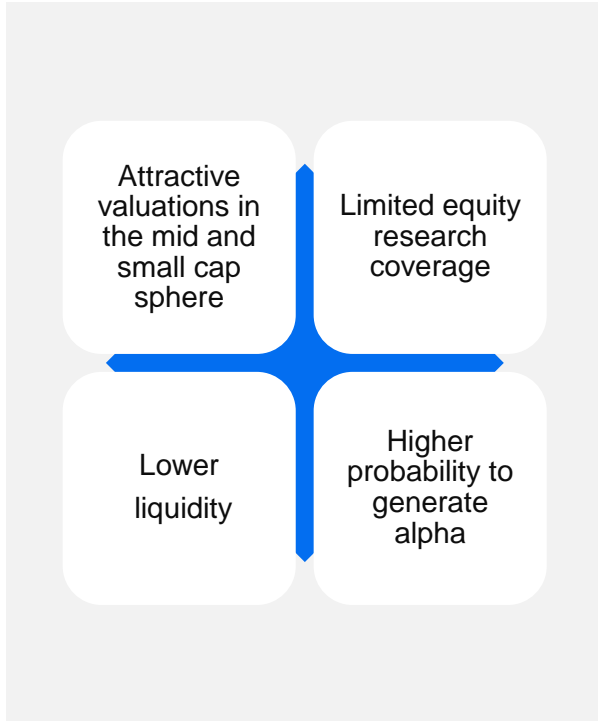 Attractive
valuations in
the mid and
small cap
sphere
Limited equity
research
coverage
Lower
liquidity
Higher
probability to
generate
alpha